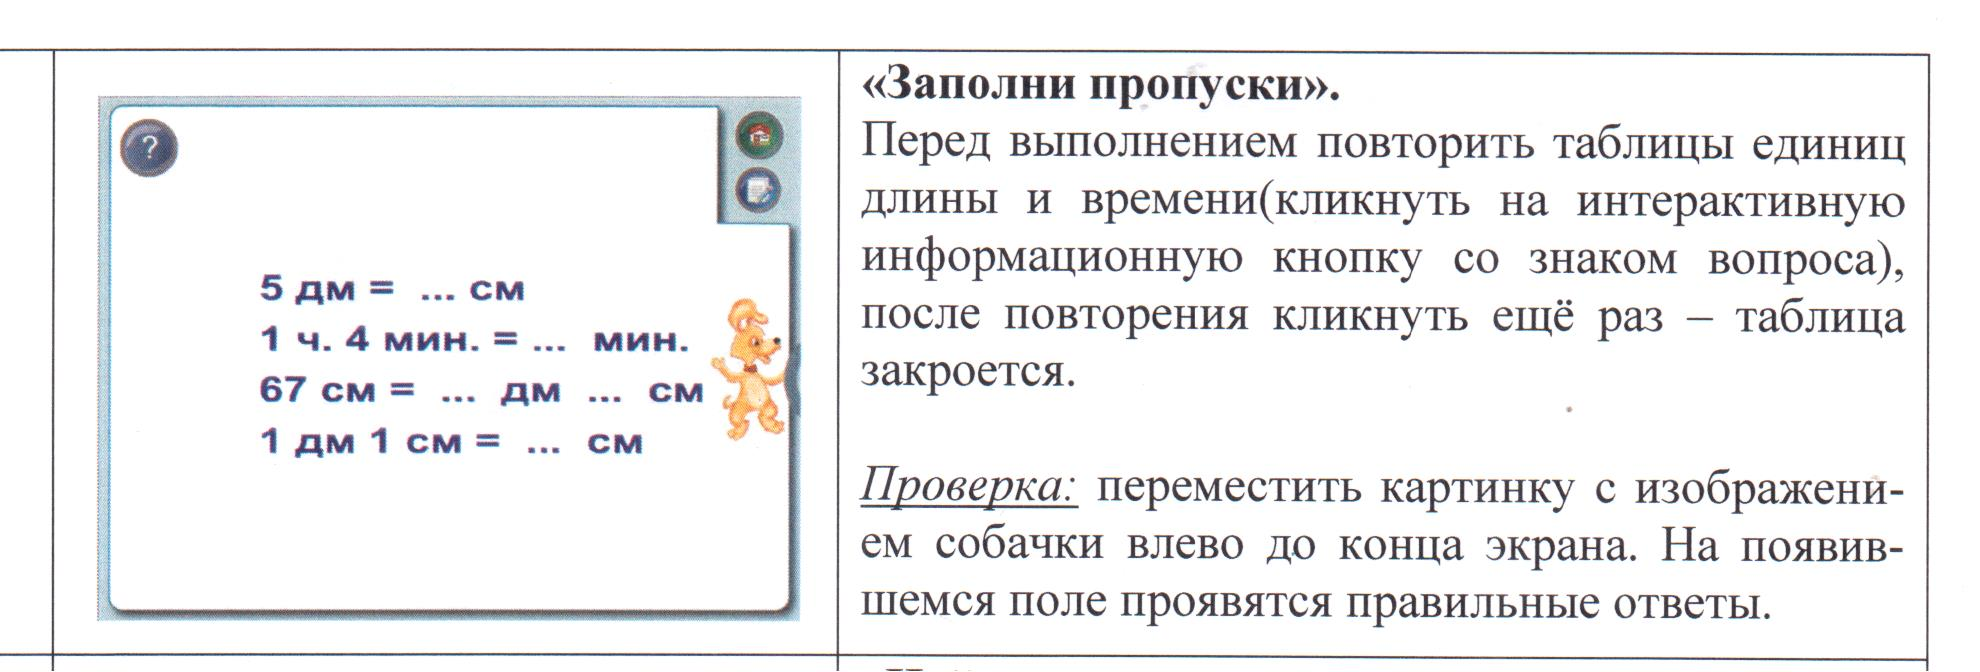 ?
5 дм = ... см
1 ч. 4 мин. = ... мин.
67 см = ... дм ... см
1 дм 1 см = ... см
«Заполни пропуски».
Перед выполнением повторить таблицы единиц
длины и времени(кликнуть на интерактивную
информационную кнопку со знаком вопроса),
после повторения кликнуть ещё раз – таблица
закроется.
Проверка: переместить картинку с изображени-
ем собачки влево до конца экрана. На появив-
шемся поле проявятся правильные ответы.